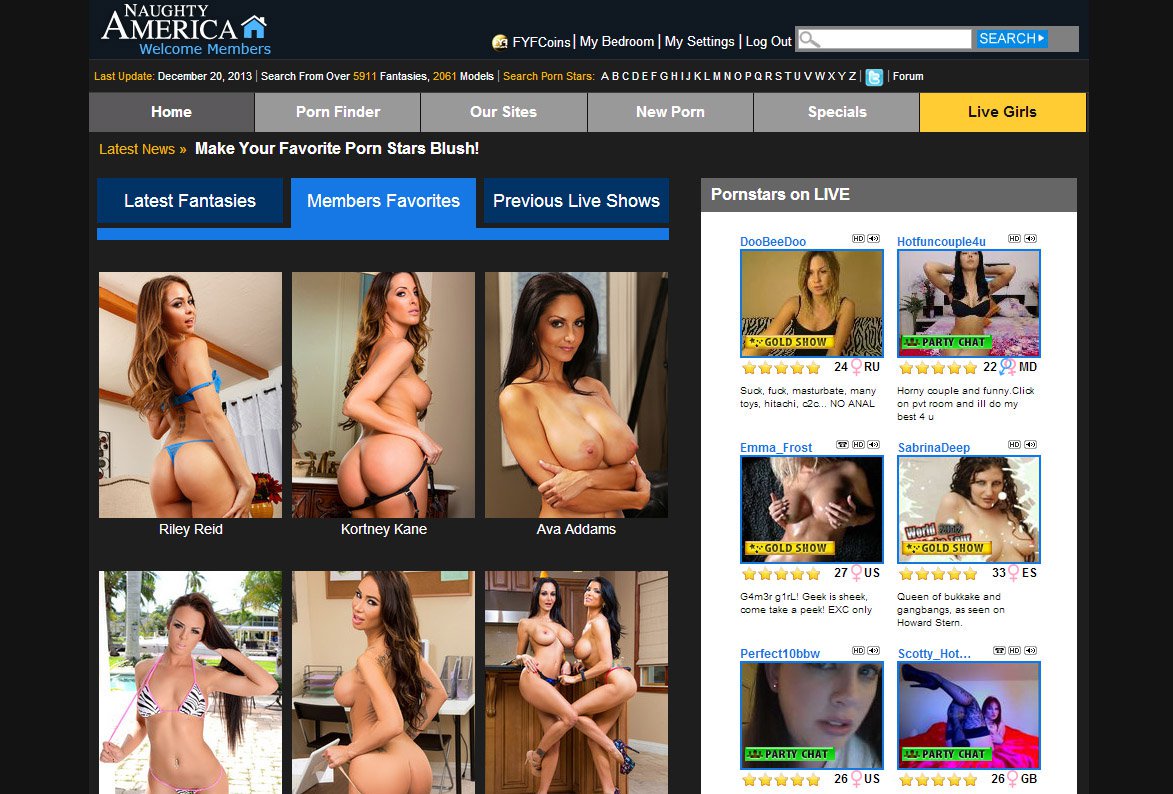 NAUGHTY
AMERICA
Welcome Members
FYFCoins | My Bedroom | My Settings | Log Out SEARCH
Last Update: December 20, 2013 | Search From Over 5911 Fantasies, 2061 Models | Search Porn Stars: A B C D E F G H I J K L M N O P Q R S T U V W X Y Z | | Forum
Home Porn Finder Our Sites New Porn Specials Live Girls
Latest News » Make Your Favorite Porn Stars Blush!
Latest Fantasies Members Favorites Previous Live Shows
Riley Reid Kortney Kane Ava Addams
Pornstars on LIVE
DooBeeDoo HD
GOLD SHOW
24 RU
Suck, fuck, masturbate, many
toys, hitachi, c2c... NO ANAL
Hotfuncouple4u HD
PARTY CHAT
22 MD
Horny couple and funny.Click
on pvt room and ill do my
best 4 u
Emma_Frost HD
GOLD SHOW
27 US
G4m3r g1rL! Geek is sheek,
come take a peek! EXC only
SabrinaDeep HD
World
GOLD SHOW
33 ES
Queen of bukkake and
gangbangs, as seen on
Howard Stern.
Perfect10bbw HD
PARTY CHAT
26 US
Scotty_Hot... HD
PARTY CHAT
26 GB